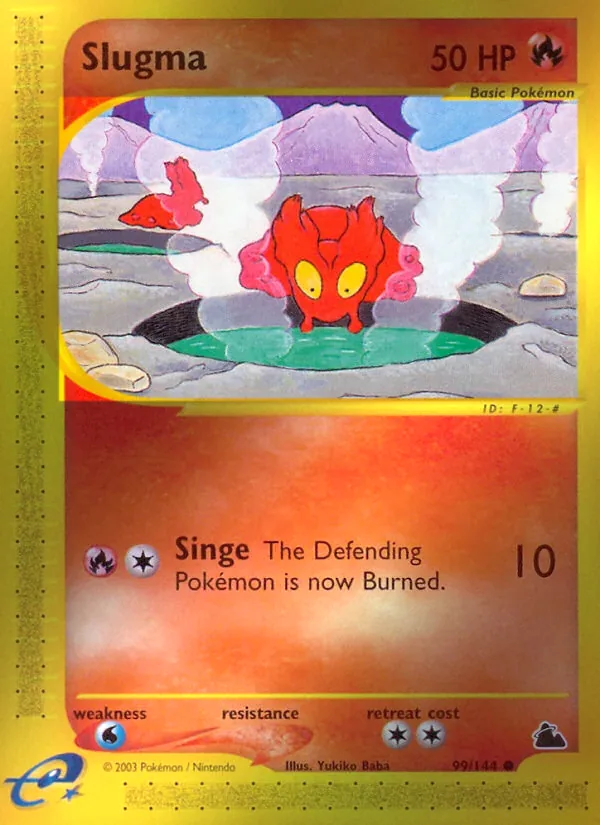 Slugma 50 HP
Basic Pokémon
ID: F-12-#
Singe The Defending 10
Pokémon is now Burned.
weakness resistance retreat cost
© 2003 Pokémon / Nintendo Illus. Yukiko Baba 99/144
e